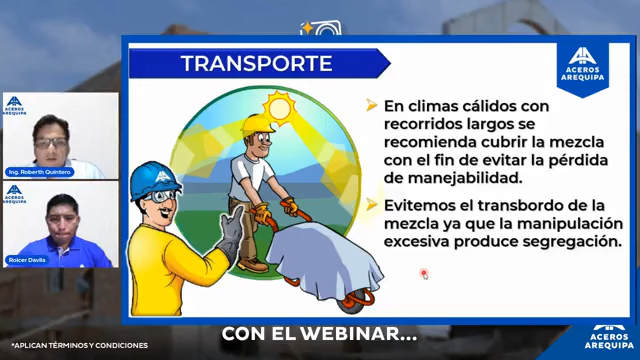 TRANSPORTE
ACEROS
AREQUIPA
En climas cálidos con
recorridos largos se
recomienda cubrir la mezcla
con el fin de evitar la pérdida
de manejabilidad.
Evitemos el transbordo de la
mezcla ya que la manipulación
excesiva produce segregación.
ACEROS
AREQUIPA
Ing. Roberth Quintero
ACEROS
AREQUIPA
Roicer Davila
CON EL WEBINAR...
*APLICAN TÉRMINOS Y CONDICIONES
ACEROS
AREQUIPA